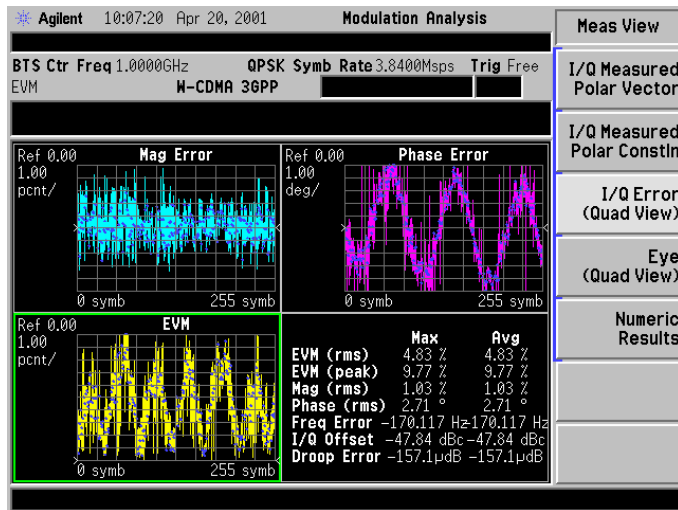 Agilent 10:07:20 Apr 20, 2001 Modulation Analysis
BTS Ctr Freq 1.0000GHz QPSK Symb Rate 3.8400Msps Trig Free
EVM W-CDMA 3GPP
Ref 0.00 Mag Error
1.00
pcnt/
0 symb 255 symb
Ref 0.00 Phase Error
1.00
deg/
0 symb 255 symb
Ref 0.00 EVM
1.00
pcnt/
0 symb 255 symb
Max Avg
EVM (rms) 4.83 % 4.83 %
EVM (peak) 9.77 % 9.77 %
Mag (rms) 1.03 % 1.03 %
Phase (rms) 2.71 ° 2.71 °
Freq Error -170.117 Hz -170.117 Hz
I/Q Offset -47.84 dBc -47.84 dBc
Droop Error -157.1µdB -157.1µdB
Meas View
I/Q Measured
Polar Vector
I/Q Measured
Polar Constln
I/Q Error
(Quad View)
Eye
(Quad View)
Numeric
Results